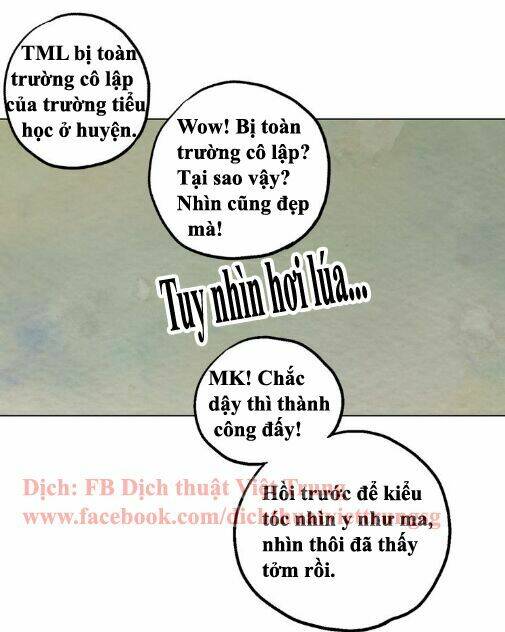 TML bị toàn
trường cô lập
của trường tiểu
học ở huyện.
Wow! Bị toàn
trường cô lập?
Tại sao vậy?
Nhìn cũng đẹp
mà!
Tuy nhìn hơi lúa...
MK! Chắc
dậy thì thành
công đấy!
Hồi trước để kiểu
tóc nhìn y như ma,
nhìn thôi đã thấy
tởm rồi.
Dịch: FB Dịch thuật Việt Trung
www.facebook.com/dichthuatviettrungsg